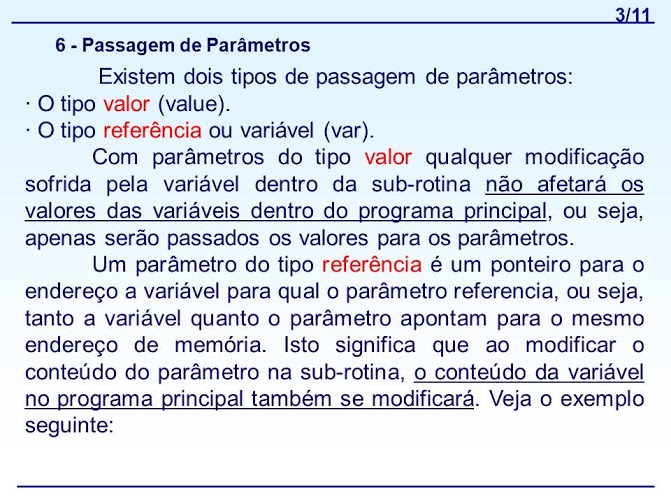 3/11
6 - Passagem de Parâmetros
Existem dois tipos de passagem de parâmetros:
· O tipo valor (value).
· O tipo referência ou variável (var).
Com parâmetros do tipo valor qualquer modificação
sofrida pela variável dentro da sub-rotina não afetará os
valores das variáveis dentro do programa principal, ou seja,
apenas serão passados os valores para os parâmetros.
Um parâmetro do tipo referência é um ponteiro para o
endereço a variável para qual o parâmetro referencia, ou seja,
tanto a variável quanto o parâmetro apontam para o mesmo
endereço de memória. Isto significa que ao modificar o
conteúdo do parâmetro na sub-rotina, o conteúdo da variável
no programa principal também se modificará. Veja o exemplo
seguinte: